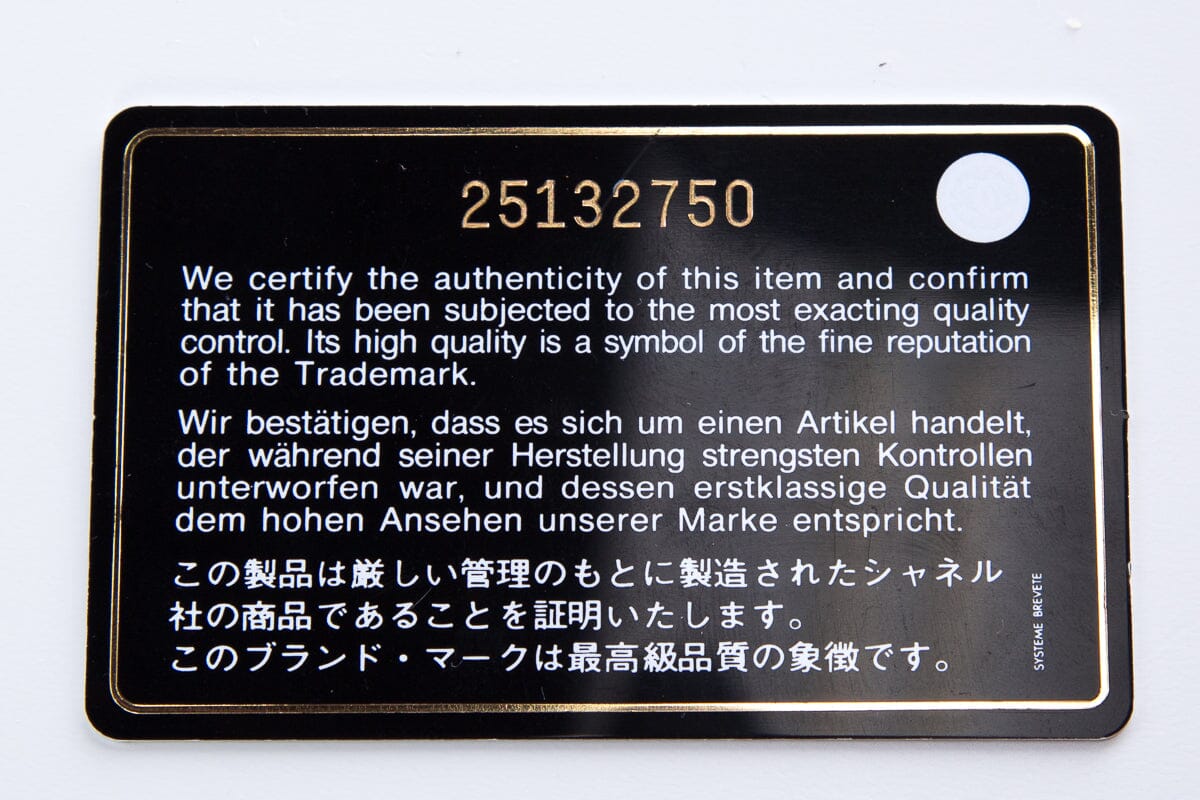 25132750
We certify the authenticity of this item and confirm
that it has been subjected to the most exacting quality
control. Its high quality is a symbol of the fine reputation
of the Trademark.
Wir bestätigen, dass es sich um einen Artikel handelt,
der während seiner Herstellung strengsten Kontrollen
unterworfen war, und dessen erstklassige Qualität
dem hohen Ansehen unserer Marke entspricht.
この製品は厳しい管理のもとに製造されたシャネル
社の商品であることを証明いたします。
このブランド・マークは最高級品質の象徴です。
SYSTEME BREVETE